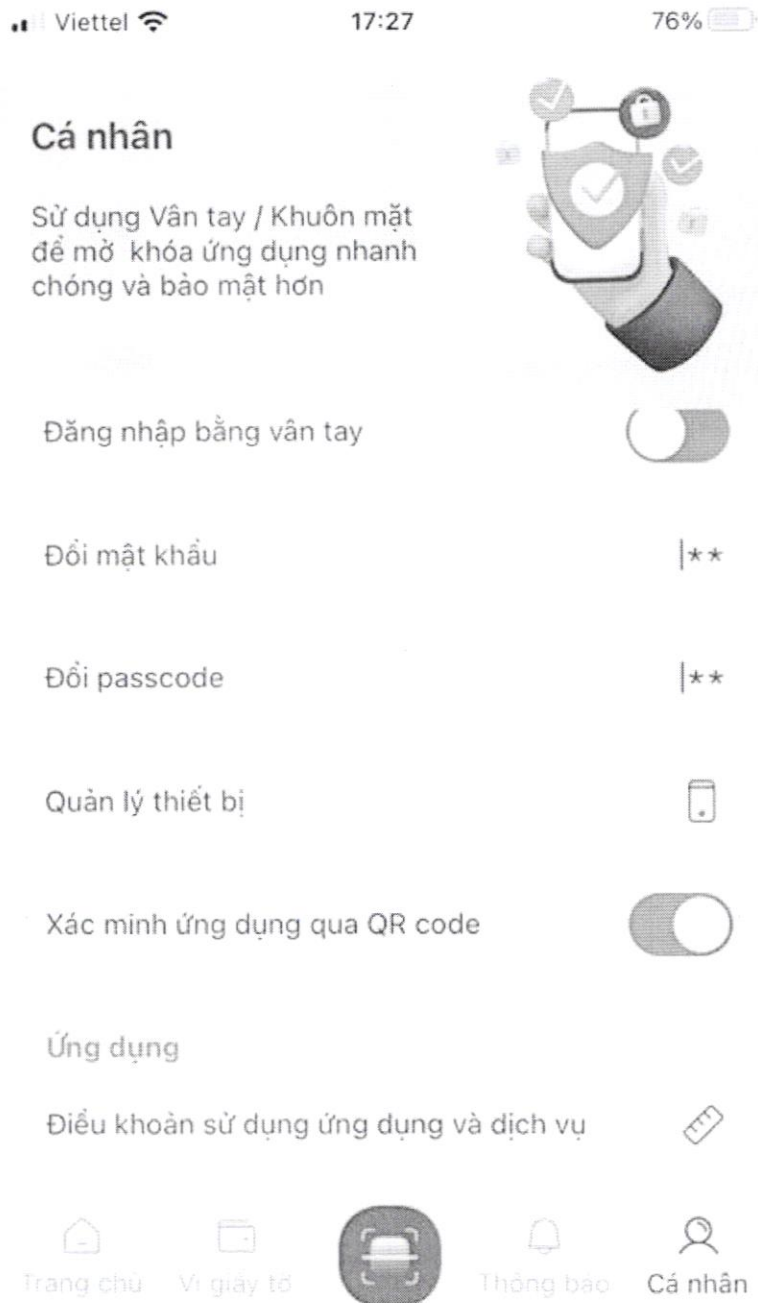 Viettel 17:27 76%
Cá nhân
Sử dụng Vân tay / Khuôn mặt
để mở khóa ứng dụng nhanh
chóng và bảo mật hơn
Đăng nhập bằng vân tay
Đổi mật khẩu |**
Đổi passcode |**
Quản lý thiết bị
Xác minh ứng dụng qua QR code
Ứng dụng
Điều khoản sử dụng ứng dụng và dịch vụ
Trang chủ Ví giấy tờ Thông báo Cá nhân